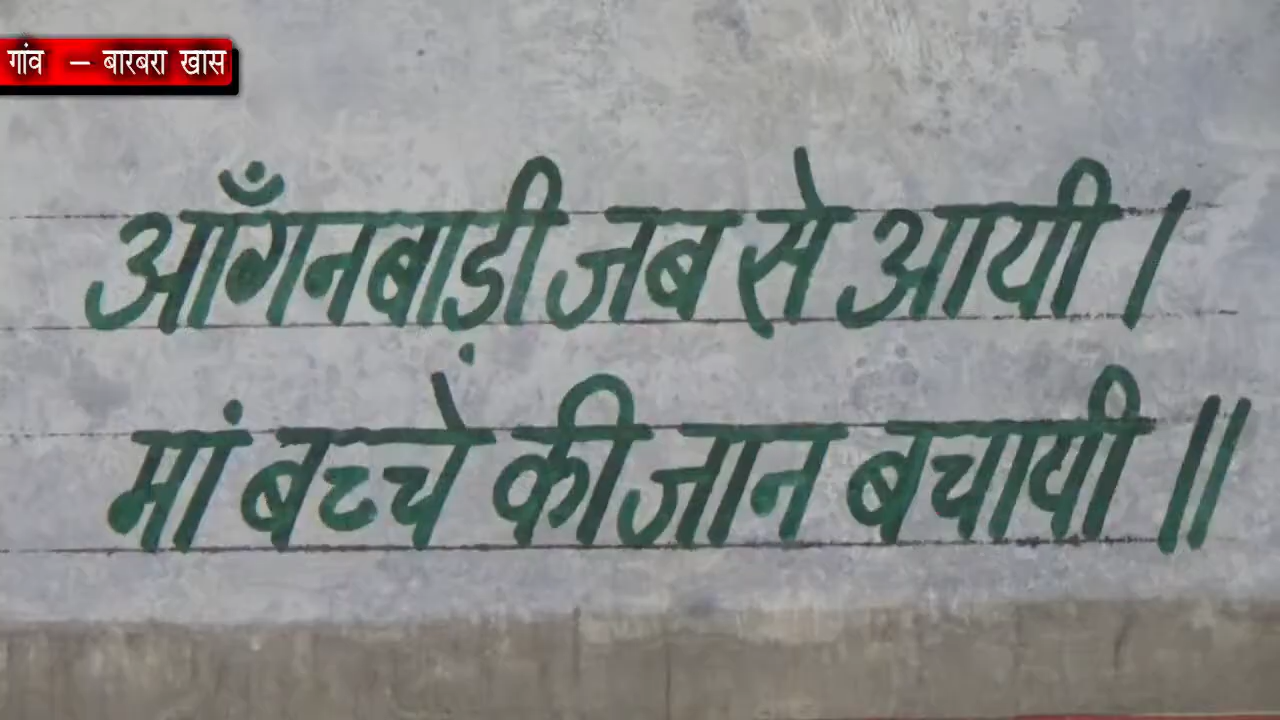 गांव – बारबरा खास
आँगनबाड़ी जब से आयी ।
मां बच्चे की जान बचायी ॥